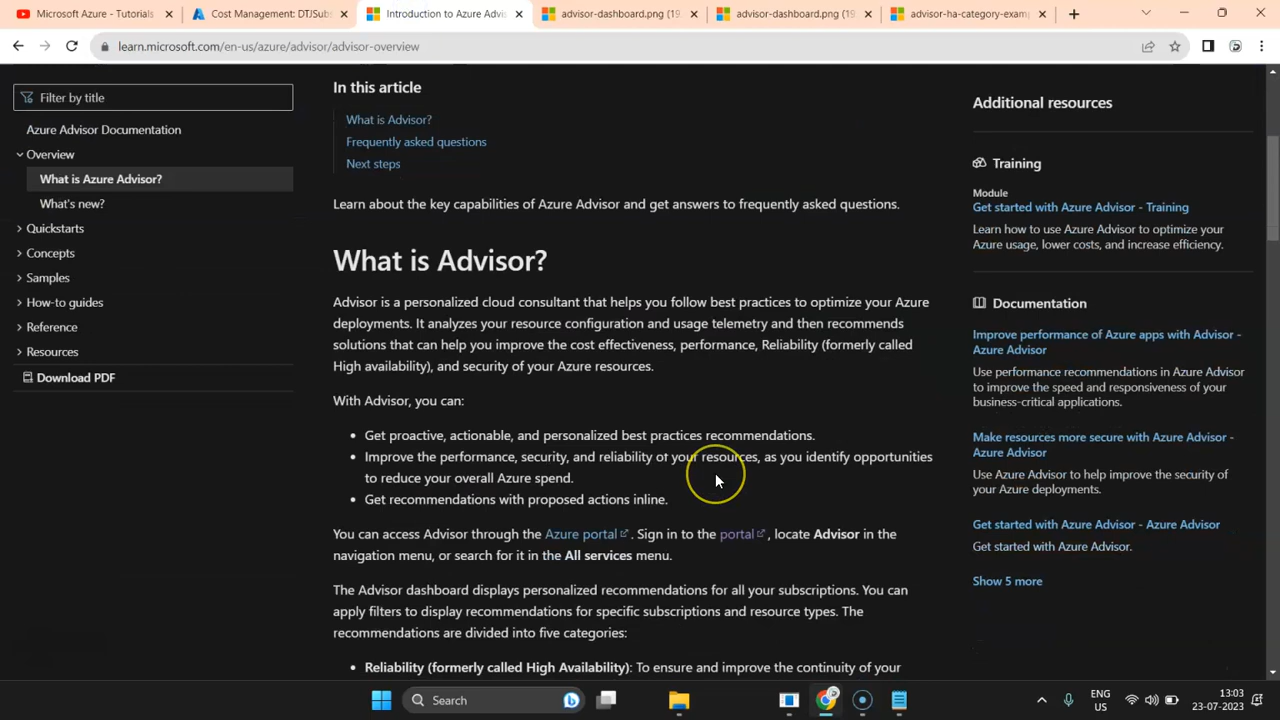 Microsoft Azure - Tutorials
Cost Management: DTJSubs
Introduction to Azure Advis
advisor-dashboard.png (19
advisor-dashboard.png (19
advisor-ha-category-examp
learn.microsoft.com/en-us/azure/advisor/advisor-overview
Filter by title
Azure Advisor Documentation
Overview
What is Azure Advisor?
What's new?
Quickstarts
Concepts
Samples
How-to guides
Reference
Resources
Download PDF
In this article
What is Advisor?
Frequently asked questions
Next steps
Learn about the key capabilities of Azure Advisor and get answers to frequently asked questions.
What is Advisor?
Advisor is a personalized cloud consultant that helps you follow best practices to optimize your Azure
deployments. It analyzes your resource configuration and usage telemetry and then recommends
solutions that can help you improve the cost effectiveness, performance, Reliability (formerly called
High availability), and security of your Azure resources.
With Advisor, you can:
• Get proactive, actionable, and personalized best practices recommendations.
• Improve the performance, security, and reliability of your resources, as you identify opportunities
to reduce your overall Azure spend.
• Get recommendations with proposed actions inline.
You can access Advisor through the Azure portal. Sign in to the portal, locate Advisor in the
navigation menu, or search for it in the All services menu.
The Advisor dashboard displays personalized recommendations for all your subscriptions. You can
apply filters to display recommendations for specific subscriptions and resource types. The
recommendations are divided into five categories:
• Reliability (formerly called High Availability): To ensure and improve the continuity of your
Additional resources
Training
Module
Get started with Azure Advisor - Training
Learn how to use Azure Advisor to optimize your
Azure usage, lower costs, and increase efficiency.
Documentation
Improve performance of Azure apps with Advisor -
Azure Advisor
Use performance recommendations in Azure Advisor
to improve the speed and responsiveness of your
business-critical applications.
Make resources more secure with Advisor -
Azure Advisor
Use Azure Advisor to help improve the security of
your Azure deployments.
Get started with Azure Advisor - Azure Advisor
Get started with Azure Advisor.
Show 5 more
Search
ENG
US
13:03
23-07-2023